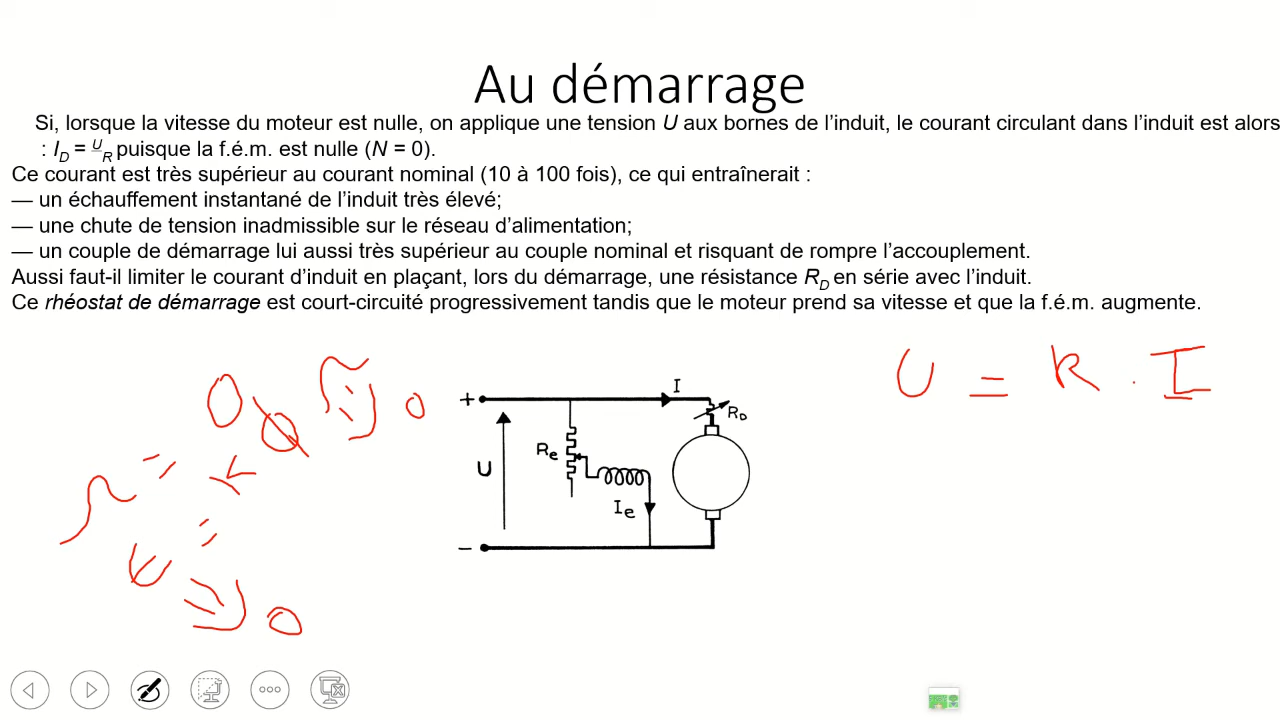 Au démarrage
Si, lorsque la vitesse du moteur est nulle, on applique une tension U aux bornes de l'induit, le courant circulant dans l'induit est alors
: I_D = U/R puisque la f.é.m. est nulle (N = 0).
Ce courant est très supérieur au courant nominal (10 à 100 fois), ce qui entraînerait :
— un échauffement instantané de l'induit très élevé;
— une chute de tension inadmissible sur le réseau d'alimentation;
— un couple de démarrage lui aussi très supérieur au couple nominal et risquant de rompre l'accouplement.
Aussi faut-il limiter le courant d'induit en plaçant, lors du démarrage, une résistance R_D en série avec l'induit.
Ce rhéostat de démarrage est court-circuité progressivement tandis que le moteur prend sa vitesse et que la f.é.m. augmente.
U = R . I
+ I
R_D
R_e
U
I_e
−